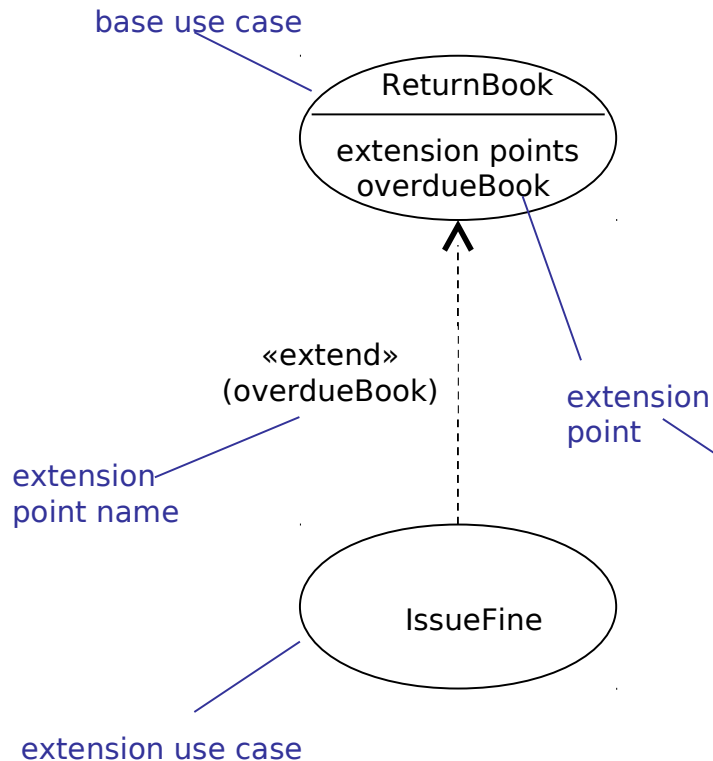 base use case
ReturnBook
extension points
overdueBook
«extend»
(overdueBook)
extension
point
extension
point name
IssueFine
extension use case